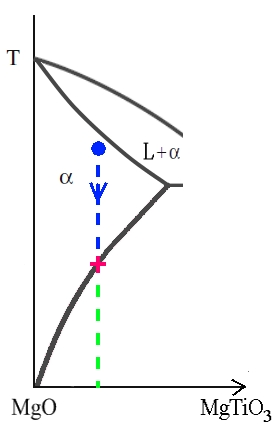 T
L+α
α
MgO MgTiO₃